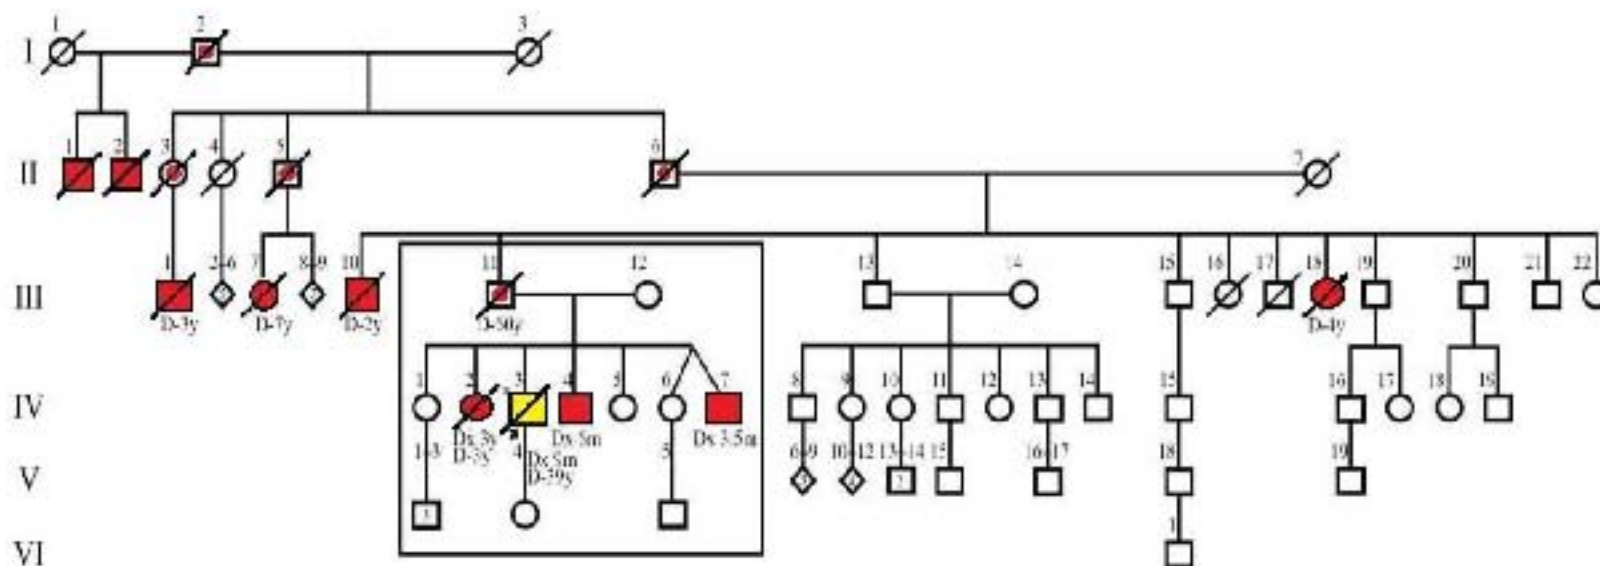 1 2 3
I
1 2 3 4 5 6 7
II
1 2-6 7 8-9 10 11 12 13 14 15 16 17 18 19 20 21 22
III
D-3y D-7y D-2y D-60y D-4y
1 2 3 4 5 6 7 8 9 10 11 12 13 14 15 16 17 18 19
IV
Dx-3y Dx-5m Dx-3.5m
D-3y
1-3 4 Dx-5m 5 6-9 10-12 13-14 15 16-17 18 19
D-39y
V
2
1
VI